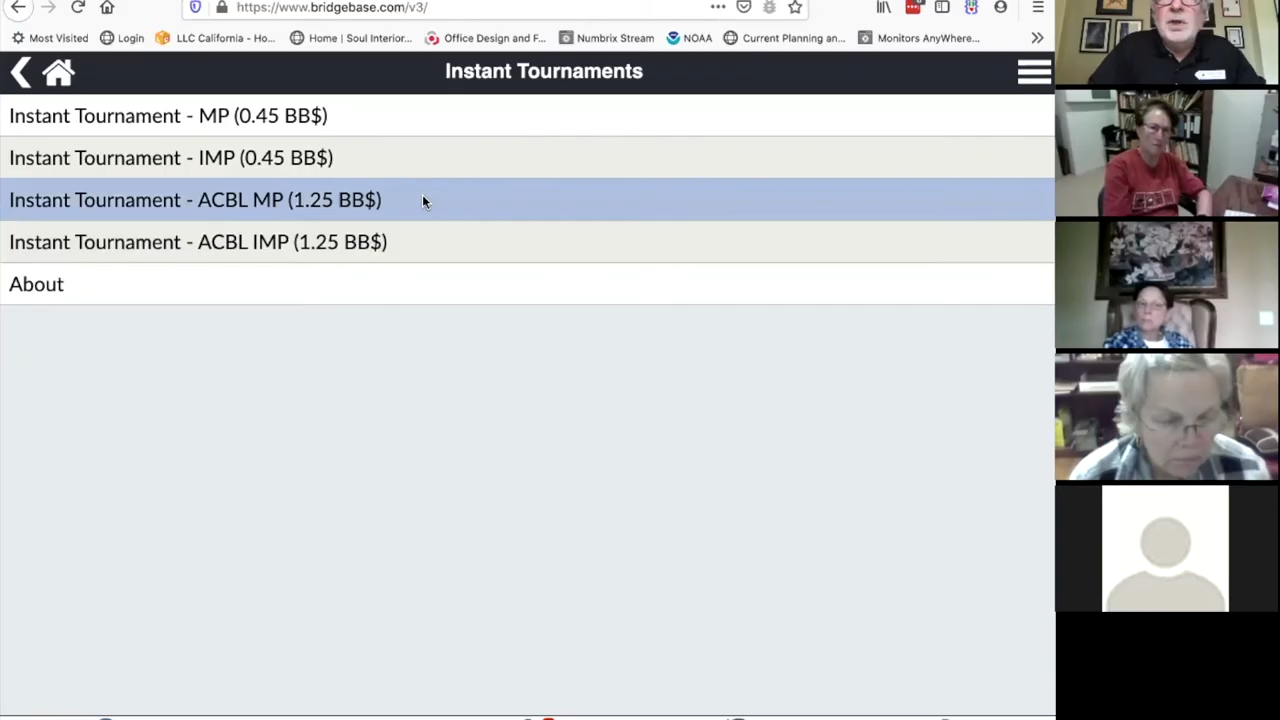 https://www.bridgebase.com/v3/
Most Visited Login LLC California - Ho... Home | Soul Interior... Office Design and F... Numbrix Stream NOAA Current Planning an... Monitors AnyWhere...
Instant Tournaments
Instant Tournament - MP (0.45 BB$)
Instant Tournament - IMP (0.45 BB$)
Instant Tournament - ACBL MP (1.25 BB$)
Instant Tournament - ACBL IMP (1.25 BB$)
About